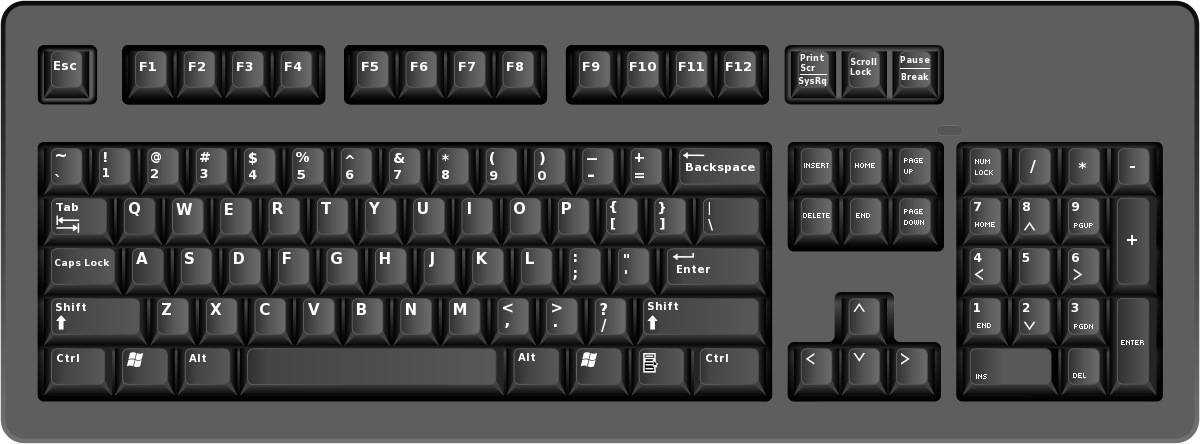 Esc F1 F2 F3 F4 F5 F6 F7 F8 F9 F10 F11 F12 Print Scr SysRq Scroll Lock Pause Break
~ ` ! 1 @ 2 # 3 $ 4 % 5 ^ 6 & 7 * 8 ( 9 ) 0 — - + = Backspace INSERT HOME PAGE UP NUM LOCK / * -
Tab Q W E R T Y U I O P { [ } ] | \ DELETE END PAGE DOWN 7 HOME 8 ^ 9 PGUP +
Caps Lock A S D F G H J K L : ; " ' Enter 4 < 5 6 >
Shift Z X C V B N M < , > . ? / Shift ^ 1 END 2 v 3 PGDN ENTER
Ctrl Alt Alt Ctrl < v > INS DEL